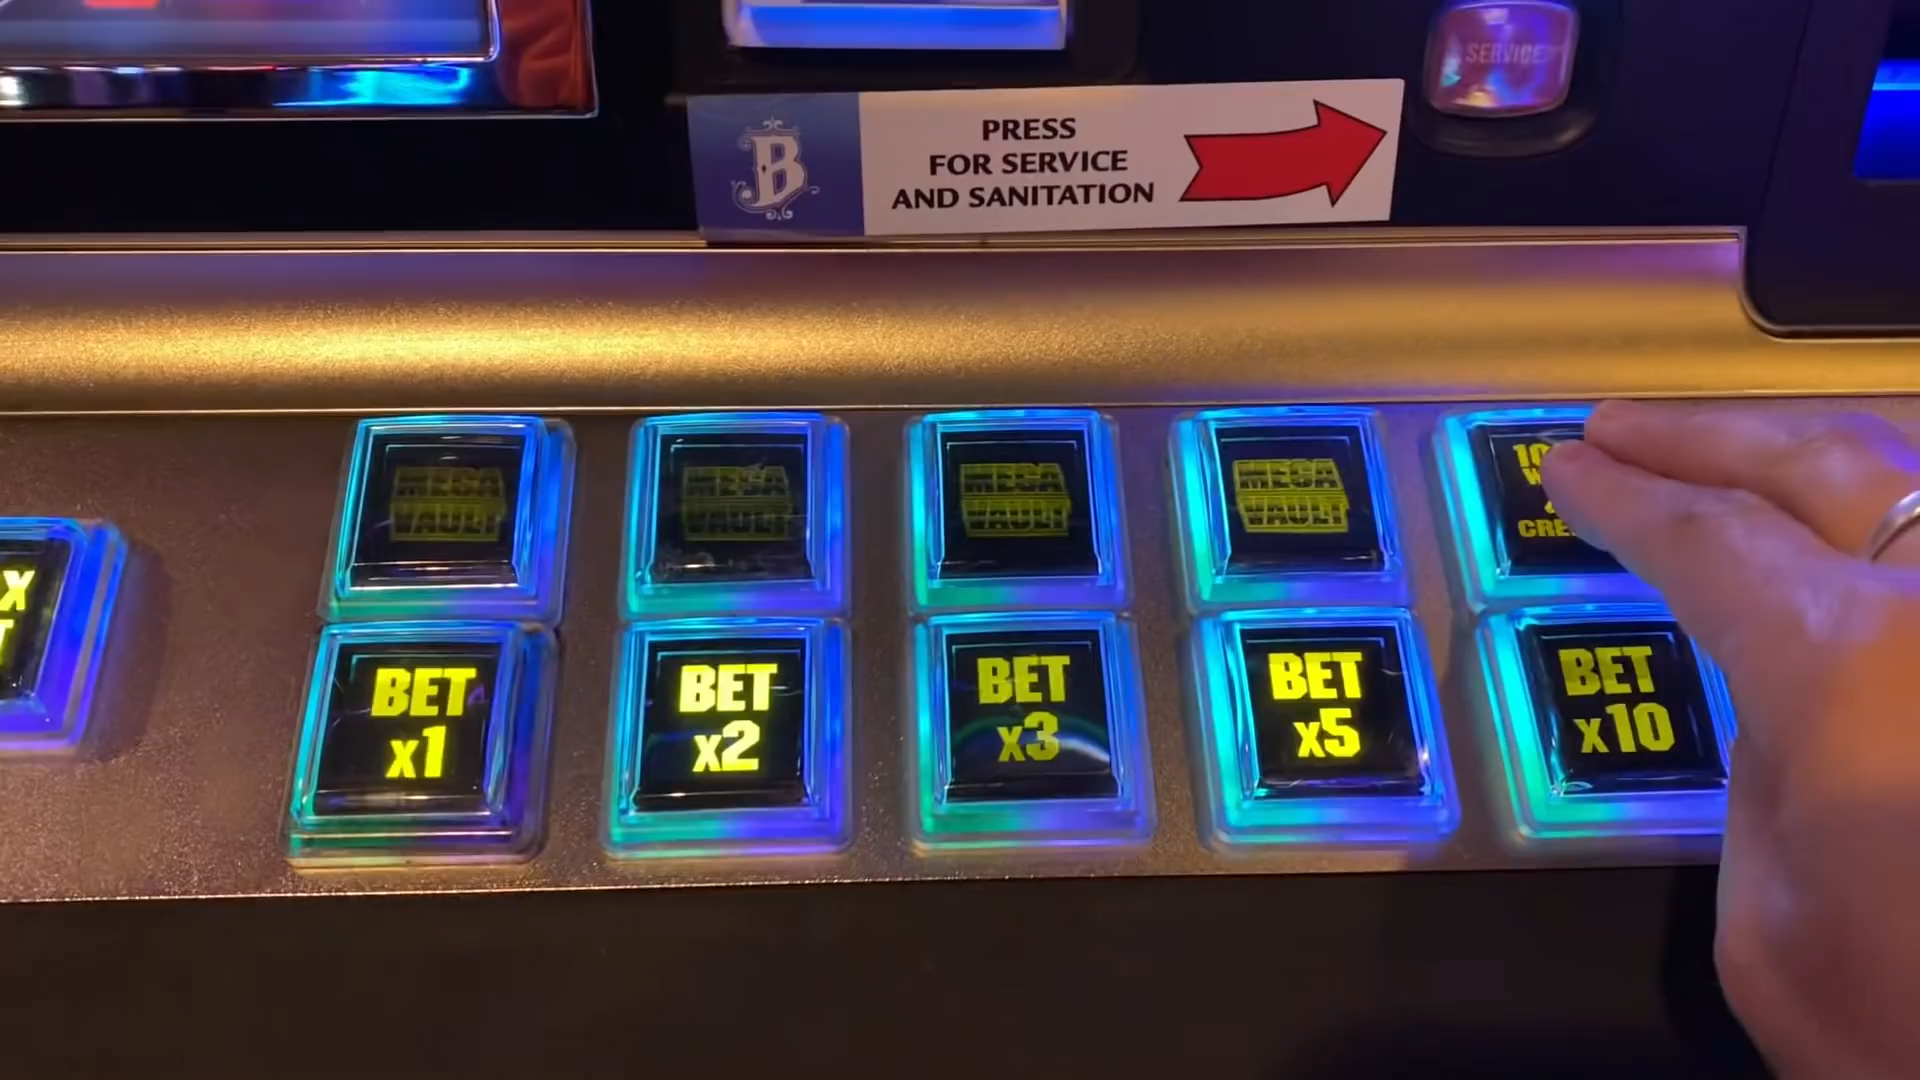 SERVICE
B
PRESS
FOR SERVICE
AND SANITATION
MEGA
VAULT
MEGA
VAULT
MEGA
VAULT
MEGA
VAULT
BET
x1
BET
x2
BET
x3
BET
x5
BET
x10